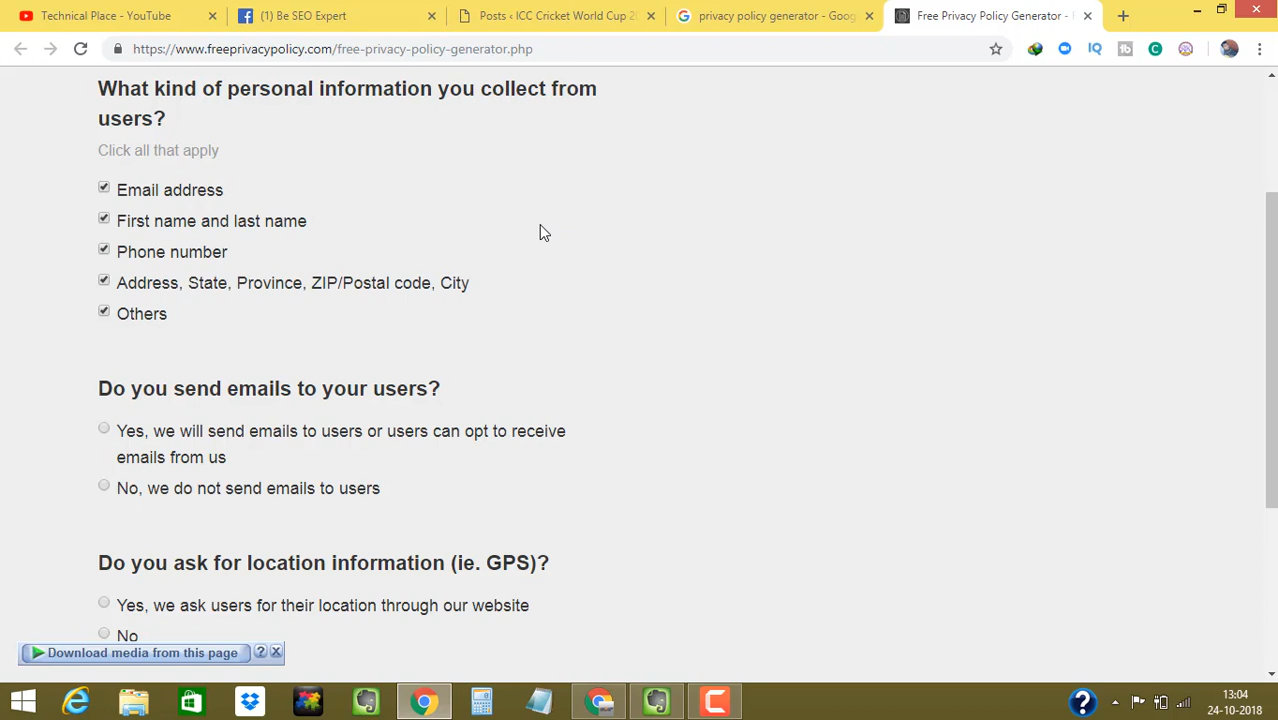 Technical Place - YouTube
(1) Be SEO Expert
Posts ‹ ICC Cricket World Cup 20
privacy policy generator - Goog
Free Privacy Policy Generator -
https://www.freeprivacypolicy.com/free-privacy-policy-generator.php
IQ
tb
C
What kind of personal information you collect from
users?
Click all that apply
Email address
First name and last name
Phone number
Address, State, Province, ZIP/Postal code, City
Others
Do you send emails to your users?
Yes, we will send emails to users or users can opt to receive
emails from us
No, we do not send emails to users
Do you ask for location information (ie. GPS)?
Yes, we ask users for their location through our website
No
Download media from this page
?
13:04
24-10-2018